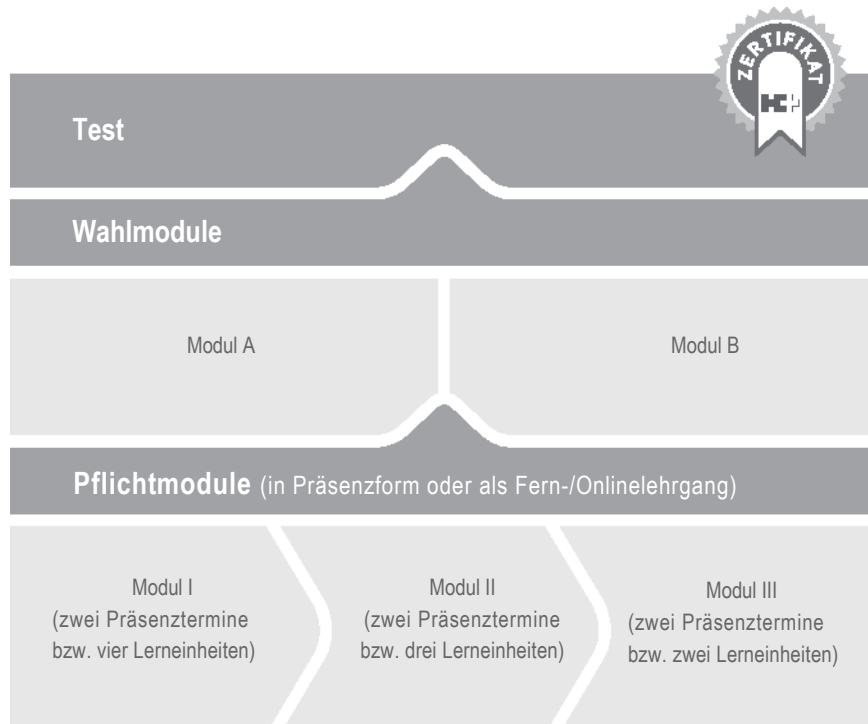 ZERTIFIKAT
Test
Wahlmodule
Modul A
Modul B
Pflichtmodule (in Präsenzform oder als Fern-/Onlinelehrgang)
Modul I
(zwei Präsenztermine
bzw. vier Lerneinheiten)
Modul II
(zwei Präsenztermine
bzw. drei Lerneinheiten)
Modul III
(zwei Präsenztermine
bzw. zwei Lerneinheiten)